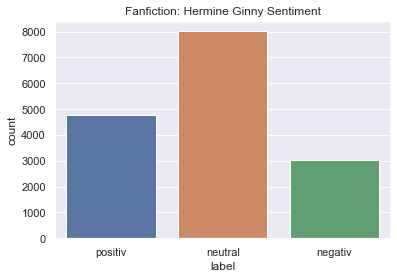 Fanfiction: Hermine Ginny Sentiment
8000
7000
6000
5000
4000
3000
2000
1000
0
count
positiv neutral negativ
label